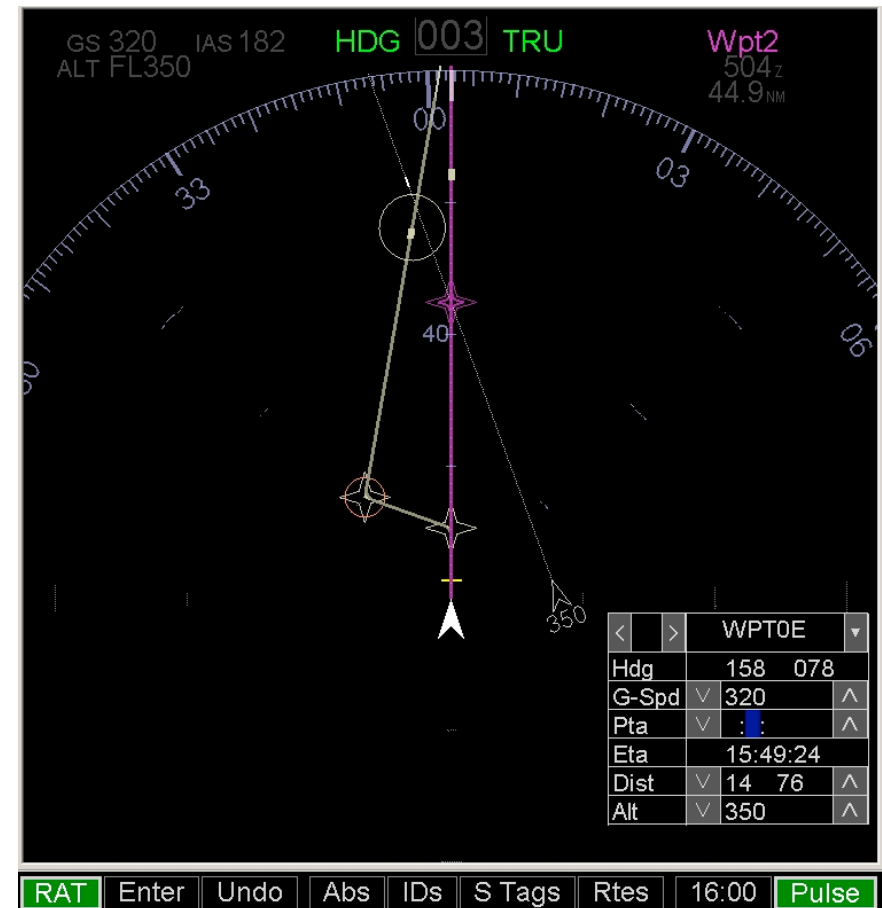 GS 320 IAS 182 HDG 003 TRU Wpt2
ALT FL350 504z
44.9NM
33 00 03
40
06
350
< > WPT0E ▼
Hdg 158 078
G-Spd ∨ 320 ∧
Pta ∨ : : ∧
Eta 15:49:24
Dist ∨ 14 76 ∧
Alt ∨ 350 ∧
RAT Enter Undo Abs IDs S Tags Rtes 16:00 Pulse